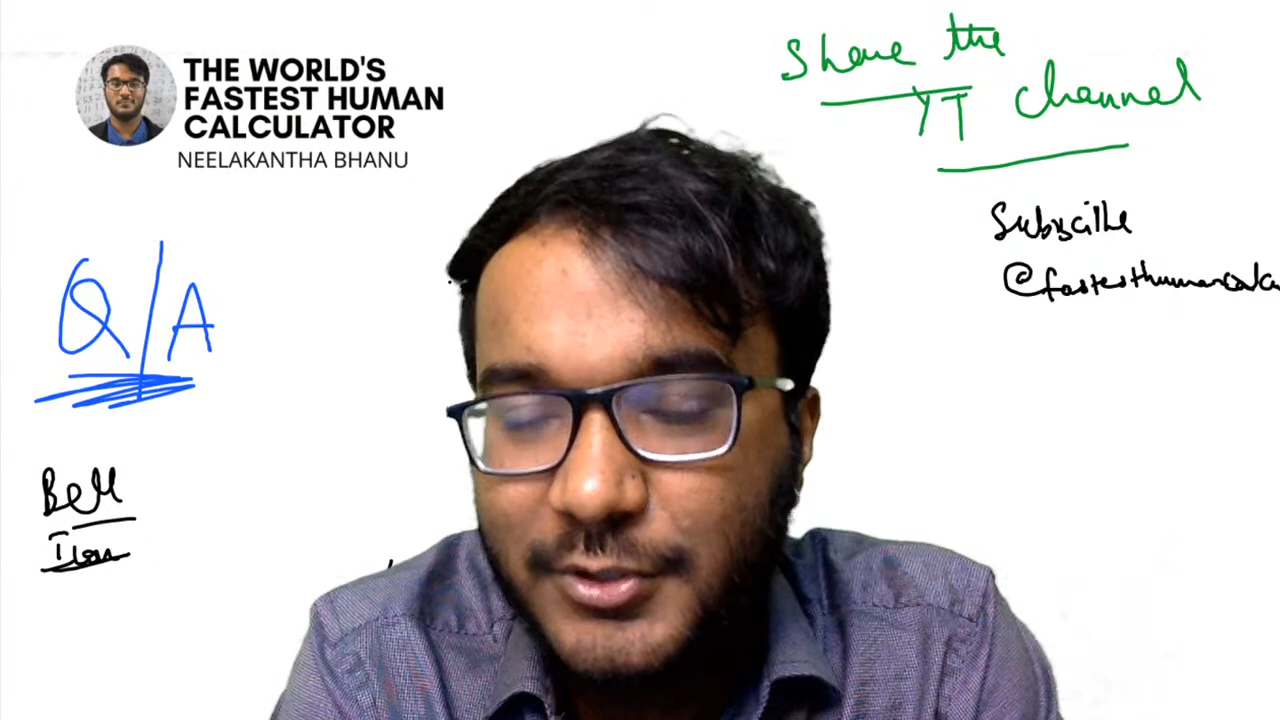 THE WORLD'S
FASTEST HUMAN
CALCULATOR
NEELAKANTHA BHANU
Share the
YT channel
Subscribe
Q/A
Bell
Icon